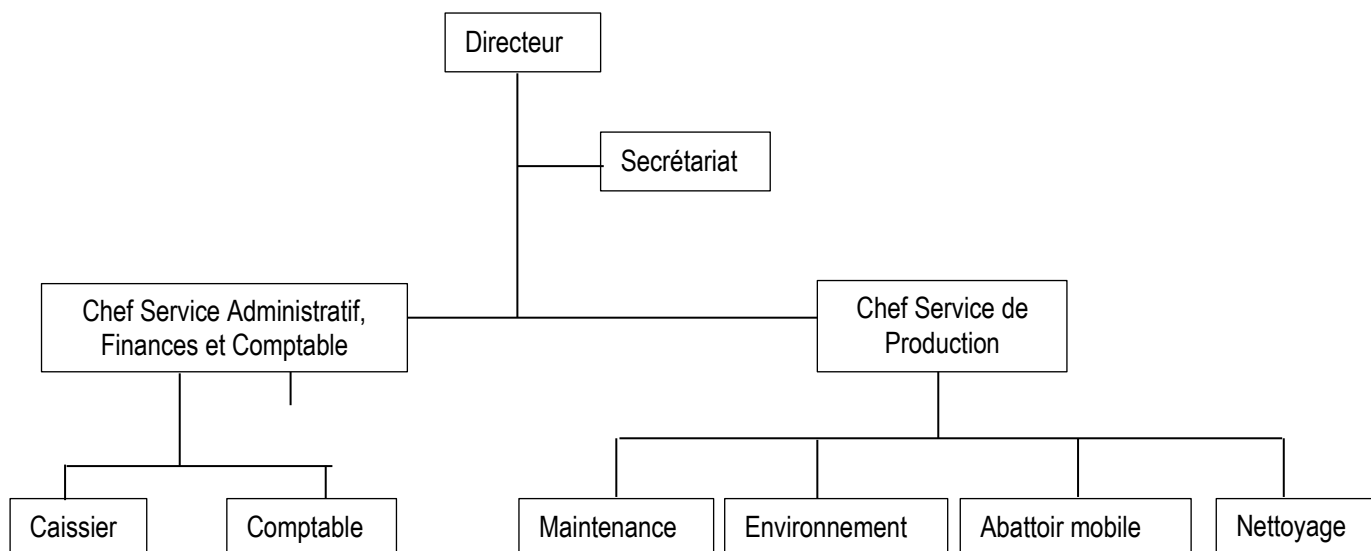 Directeur
Secrétariat
Chef Service Administratif,
Finances et Comptable
Chef Service de
Production
Caissier
Comptable
Maintenance
Environnement
Abattoir mobile
Nettoyage